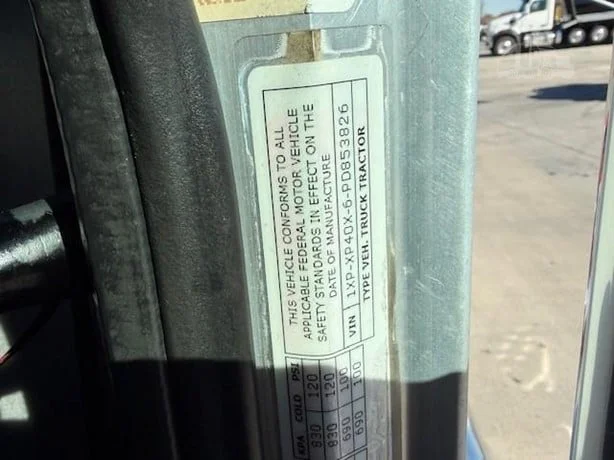 THIS VEHICLE CONFORMS TO ALL
APPLICABLE FEDERAL MOTOR VEHICLE
SAFETY STANDARDS IN EFFECT ON THE
DATE OF MANUFACTURE
VIN 1XP-XP40X-6-PD853826
TYPE VEH. TRUCK TRACTOR
KPA COLD PSI
830 120
830 120
690 100
690 100